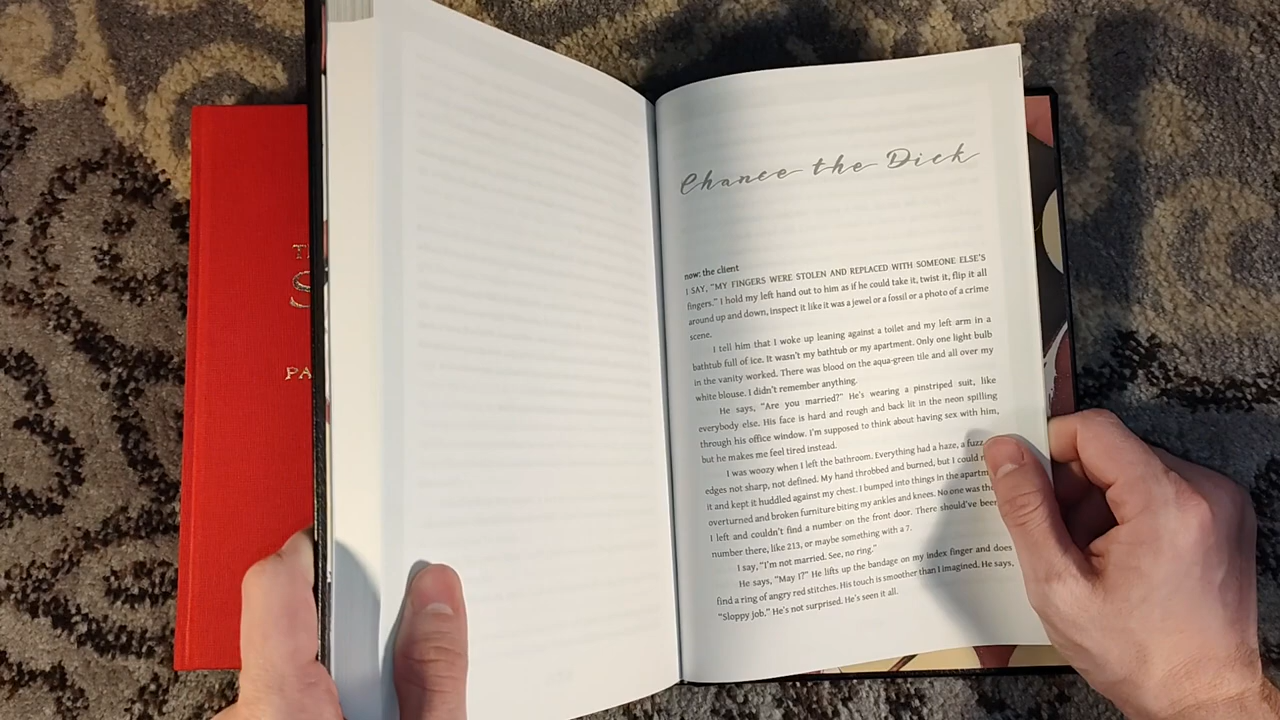 T
S
PA
Chance the Dick
now: the client
I SAY, "MY FINGERS WERE STOLEN AND REPLACED WITH SOMEONE ELSE'S
fingers." I hold my left hand out to him as if he could take it, twist it, flip it all
around up and down, inspect it like it was a jewel or a fossil or a photo of a crime
scene.
I tell him that I woke up leaning against a toilet and my left arm in a
bathtub full of ice. It wasn't my bathtub or my apartment. Only one light bulb
in the vanity worked. There was blood on the aqua-green tile and all over my
white blouse. I didn't remember anything.
He says, "Are you married?" He's wearing a pinstriped suit, like
everybody else. His face is hard and rough and back lit in the neon spilling
through his office window. I'm supposed to think about having sex with him,
but he makes me feel tired instead.
I was woozy when I left the bathroom. Everything had a haze, a fuzz
edges not sharp, not defined. My hand throbbed and burned, but I could
it and kept it huddled against my chest. I bumped into things in the apartm
overturned and broken furniture biting my ankles and knees. No one was the
I left and couldn't find a number on the front door. There should've been
number there, like 213, or maybe something with a 7.
I say, "I'm not married. See, no ring."
He says, "May I?" He lifts up the bandage on my index finger and does
find a ring of angry red stitches. His touch is smoother than I imagined. He says,
"Sloppy job." He's not surprised. He's seen it all.